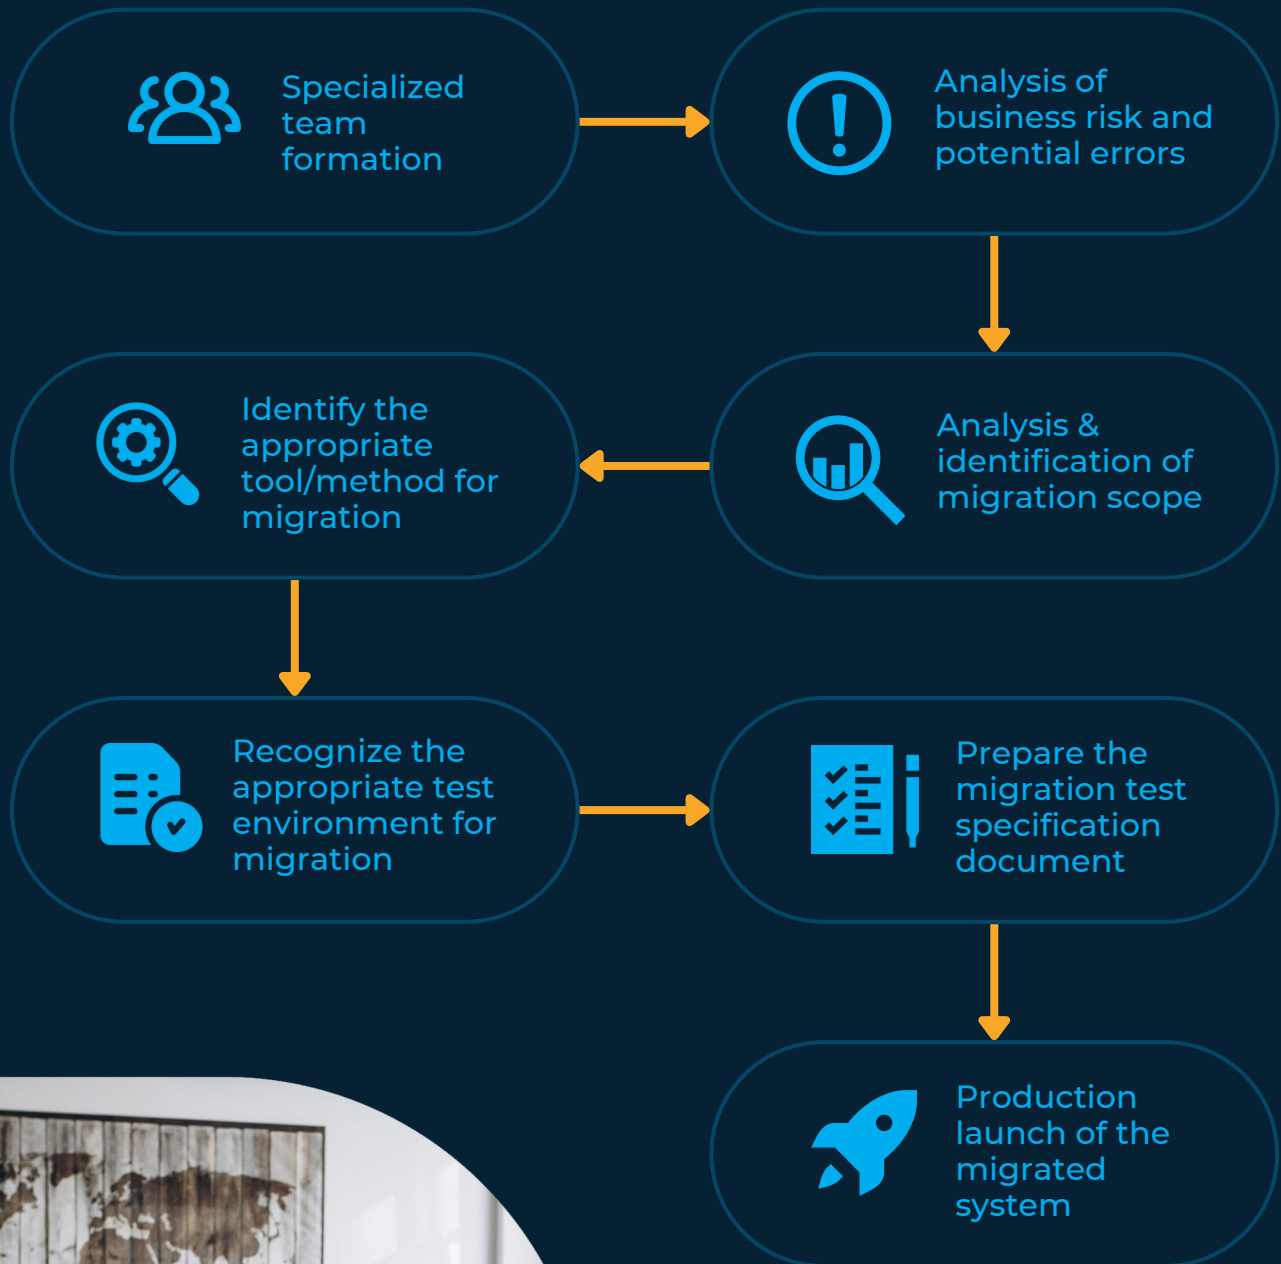 Specialized
team
formation
Analysis of
business risk and
potential errors
Analysis &
identification of
migration scope
Identify the
appropriate
tool/method for
migration
Recognize the
appropriate test
environment for
migration
Prepare the
migration test
specification
document
Production
launch of the
migrated
system